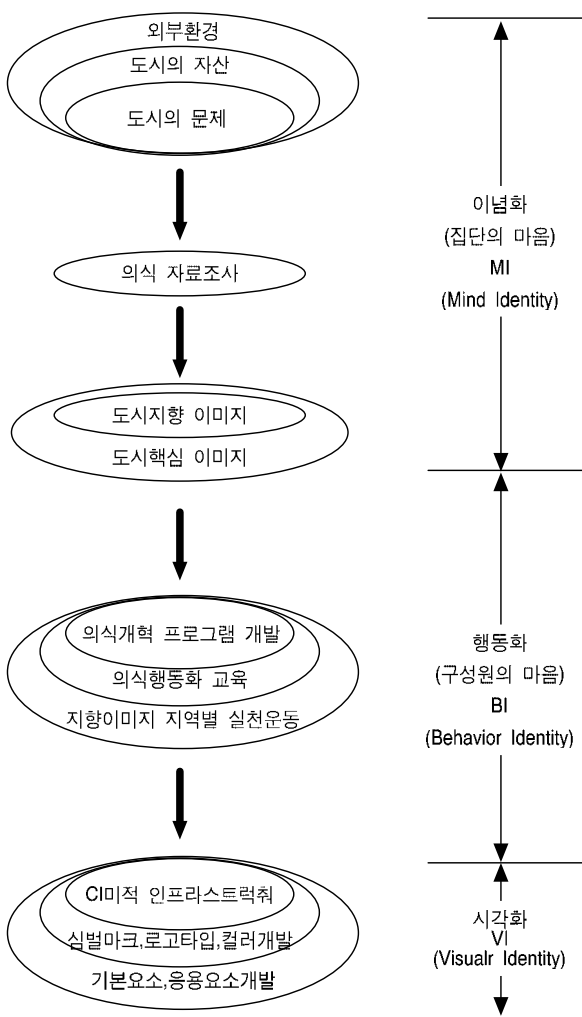 외부환경
도시의 자산
도시의 문제
의식 자료조사
도시지향 이미지
도시핵심 이미지
이념화
(집단의 마음)
MI
(Mind Identity)
의식개혁 프로그램 개발
의식행동화 교육
지향이미지 지역별 실천운동
행동화
(구성원의 마음)
BI
(Behavior Identity)
CI미적 인프라스트럭춰
심벌마크,로고타입,컬러개발
기본요소,응용요소개발
시각화
VI
(Visualr Identity)